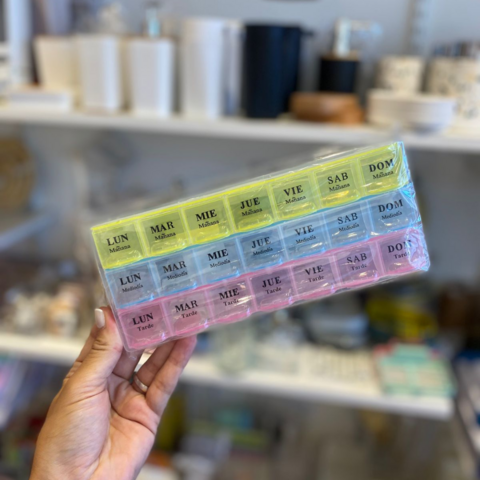 LUN MAR MIE JUE VIE SAB DOM
Mañana Mañana Mañana Mañana Mañana Mañana Mañana
LUN MAR MIE JUE VIE SAB DOM
Mediodía Mediodía Mediodía Mediodía Mediodía Mediodía Mediodía
LUN MAR MIE JUE VIE SAB DOM
Tarde Tarde Tarde Tarde Tarde Tarde Tarde